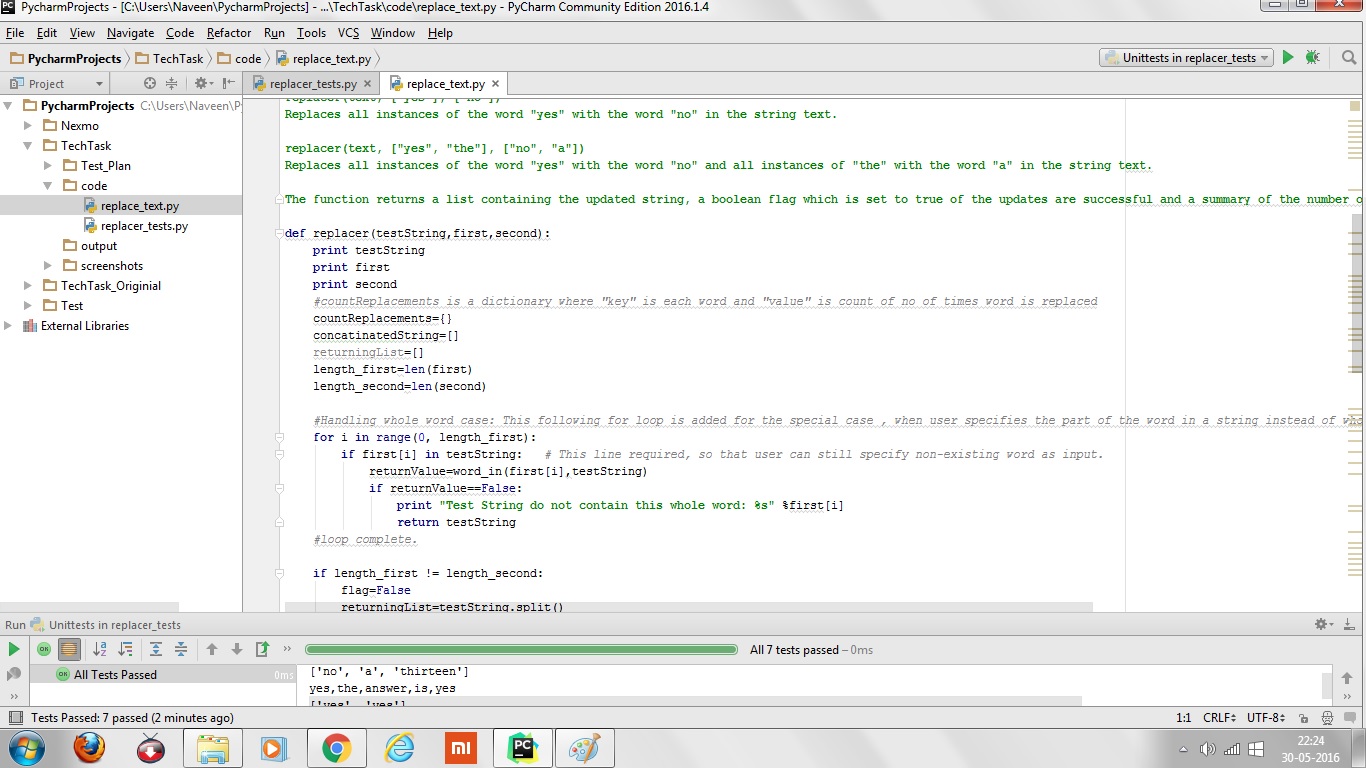 PycharmProjects - [C:\Users\Naveen\PycharmProjects] - ...\TechTask\code\replace_text.py - PyCharm Community Edition 2016.1.4
File Edit View Navigate Code Refactor Run Tools VCS Window Help
PycharmProjects TechTask code replace_text.py
Unittests in replacer_tests
Project
replacer_tests.py
replace_text.py
PycharmProjects C:\Users\Naveen\P
Nexmo
TechTask
Test_Plan
code
replace_text.py
replacer_tests.py
output
screenshots
TechTask_Originial
Test
External Libraries
replacer(text, ["yes"], ["no"])
Replaces all instances of the word "yes" with the word "no" in the string text.
replacer(text, ["yes", "the"], ["no", "a"])
Replaces all instances of the word "yes" with the word "no" and all instances of "the" with the word "a" in the string text.
The function returns a list containing the updated string, a boolean flag which is set to true of the updates are successful and a summary of the number o
def replacer(testString,first,second):
print testString
print first
print second
#countReplacements is a dictionary where "key" is each word and "value" is count of no of times word is replaced
countReplacements={}
concatinatedString=[]
returningList=[]
length_first=len(first)
length_second=len(second)
#Handling whole word case: This following for loop is added for the special case , when user specifies the part of the word in a string instead of who
for i in range(0, length_first):
if first[i] in testString: # This line required, so that user can still specify non-existing word as input.
returnValue=word_in(first[i],testString)
if returnValue==False:
print "Test String do not contain this whole word: %s" %first[i]
return testString
#loop complete.
if length_first != length_second:
flag=False
returningList=testString.split()
Run Unittests in replacer_tests
All 7 tests passed – 0ms
All Tests Passed 0ms
['no', 'a', 'thirteen']
yes,the,answer,is,yes
['yes', 'yes']
Tests Passed: 7 passed (2 minutes ago)
1:1 CRLF UTF-8
22:24
30-05-2016